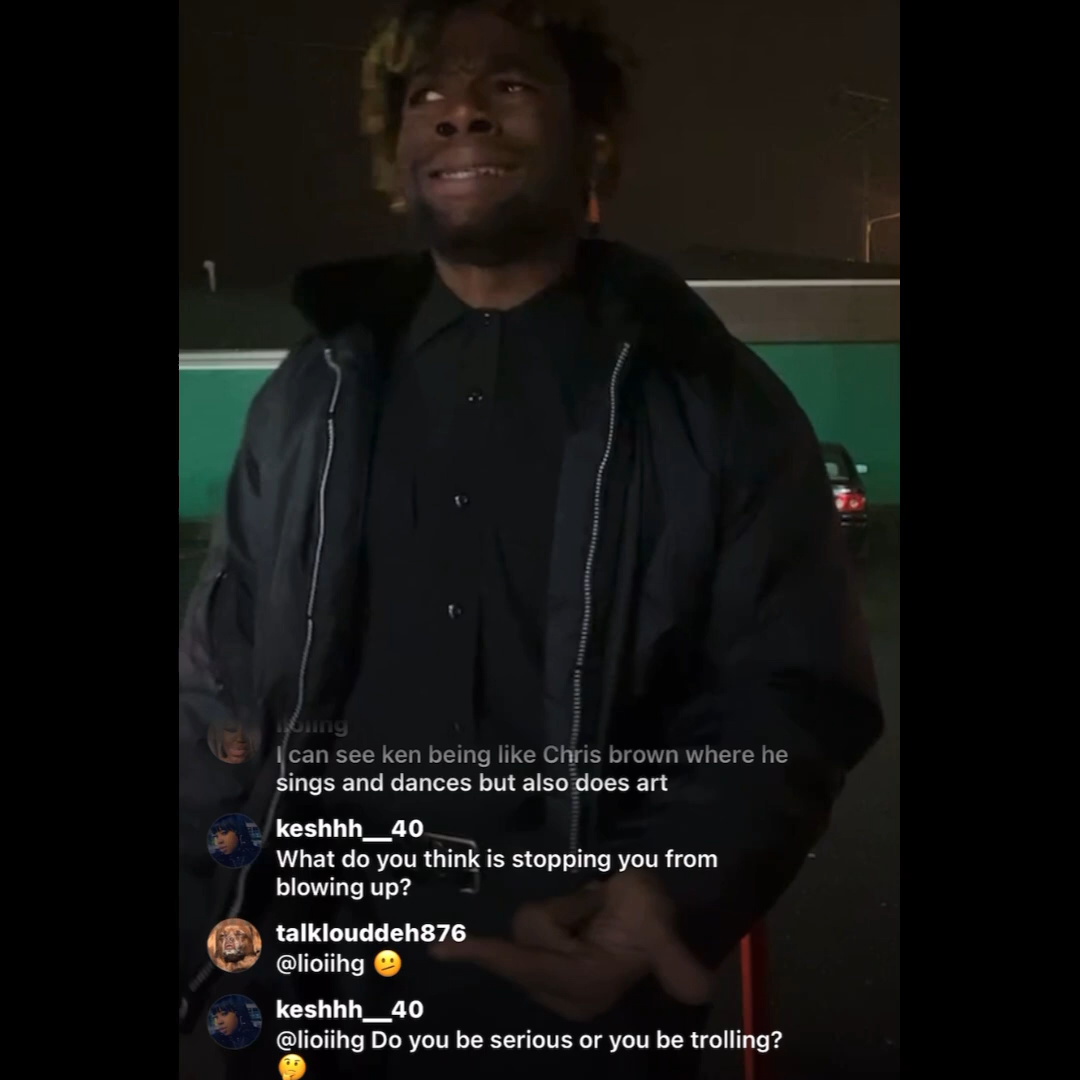 I can see ken being like Chris brown where he
sings and dances but also does art
keshhh__40
What do you think is stopping you from
blowing up?
talklouddeh876
@lioiihg 🫤
keshhh__40
@lioiihg Do you be serious or you be trolling?
🤔